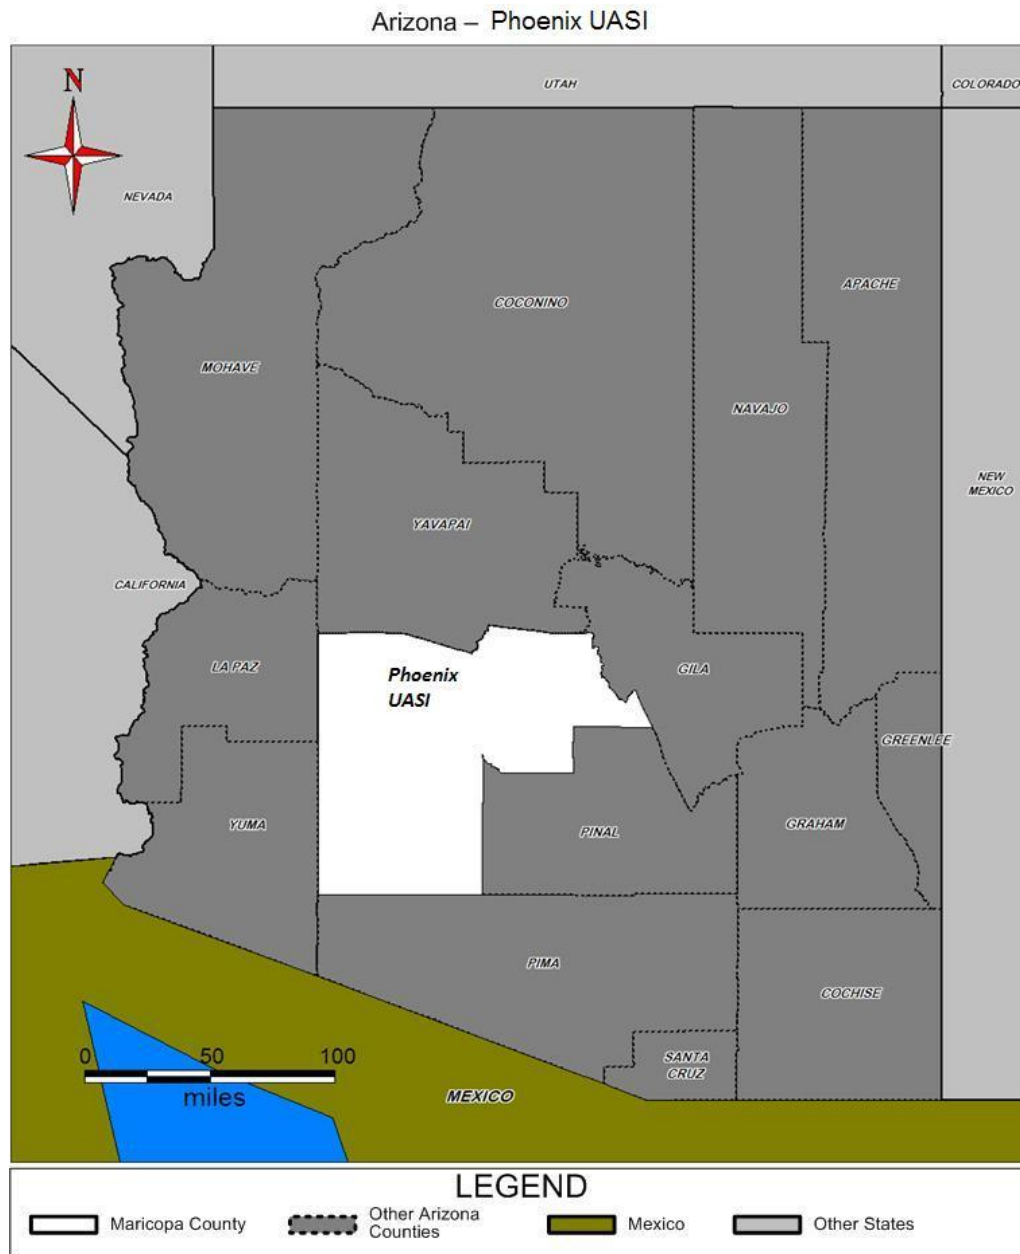 Arizona – Phoenix UASI
N
UTAH
COLORADO
NEVADA
APACHE
COCONINO
MOHAVE
NAVAJO
NEW
MEXICO
YAVAPAI
CALIFORNIA
LA PAZ
Phoenix
UASI
GILA
GREENLEE
YUMA
PINAL
GRAHAM
PIMA
COCHISE
SANTA
CRUZ
0 50 100
miles
MEXICO
LEGEND
Maricopa County
Other Arizona
Counties
Mexico
Other States